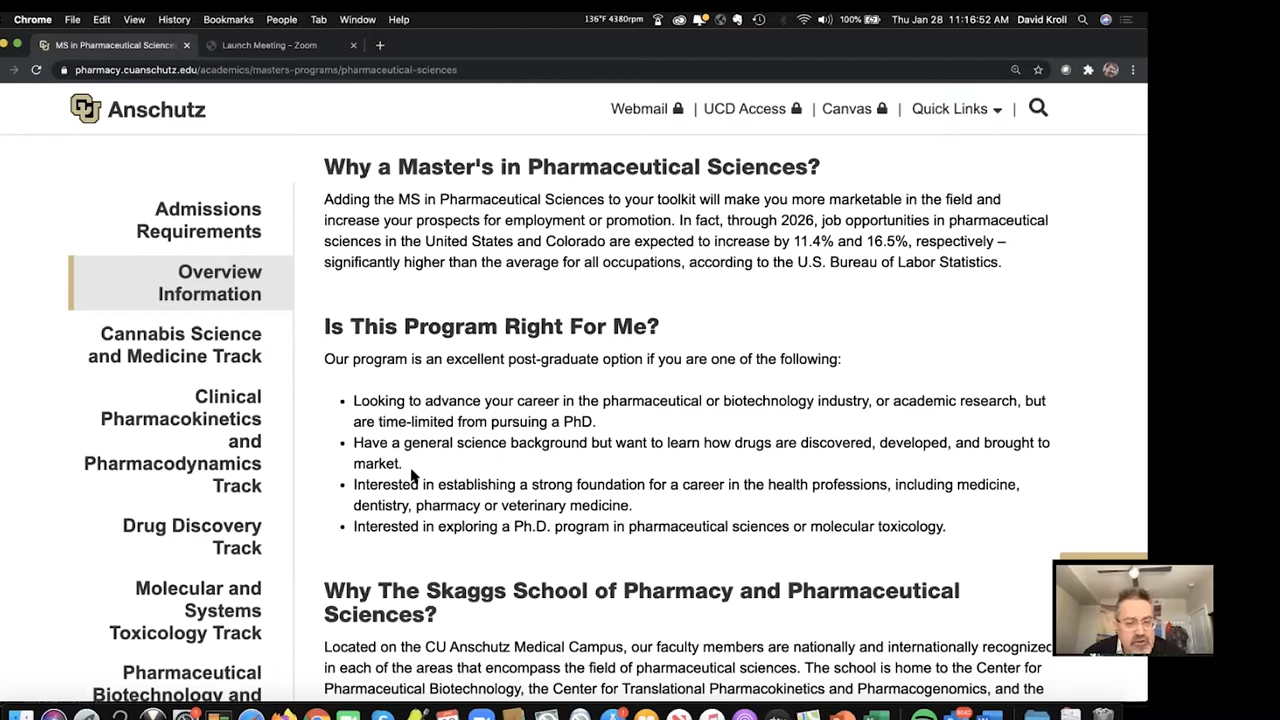 Chrome File Edit View History Bookmarks People Tab Window Help 136°F 4380rpm 100% Thu Jan 28 11:16:52 AM David Kroll
MS in Pharmaceutical Science Launch Meeting - Zoom
pharmacy.cuanschutz.edu/academics/masters-programs/pharmaceutical-sciences
CU Anschutz Webmail | UCD Access | Canvas | Quick Links |
Why a Master's in Pharmaceutical Sciences?
Adding the MS in Pharmaceutical Sciences to your toolkit will make you more marketable in the field and
increase your prospects for employment or promotion. In fact, through 2026, job opportunities in pharmaceutical
sciences in the United States and Colorado are expected to increase by 11.4% and 16.5%, respectively –
significantly higher than the average for all occupations, according to the U.S. Bureau of Labor Statistics.
Is This Program Right For Me?
Our program is an excellent post-graduate option if you are one of the following:
• Looking to advance your career in the pharmaceutical or biotechnology industry, or academic research, but
are time-limited from pursuing a PhD.
• Have a general science background but want to learn how drugs are discovered, developed, and brought to
market.
• Interested in establishing a strong foundation for a career in the health professions, including medicine,
dentistry, pharmacy or veterinary medicine.
• Interested in exploring a Ph.D. program in pharmaceutical sciences or molecular toxicology.
Why The Skaggs School of Pharmacy and Pharmaceutical
Sciences?
Located on the CU Anschutz Medical Campus, our faculty members are nationally and internationally recognized
in each of the areas that encompass the field of pharmaceutical sciences. The school is home to the Center for
Pharmaceutical Biotechnology, the Center for Translational Pharmacokinetics and Pharmacogenomics, and the
Admissions
Requirements
Overview
Information
Cannabis Science
and Medicine Track
Clinical
Pharmacokinetics
and
Pharmacodynamics
Track
Drug Discovery
Track
Molecular and
Systems
Toxicology Track
Pharmaceutical
Biotechnology and